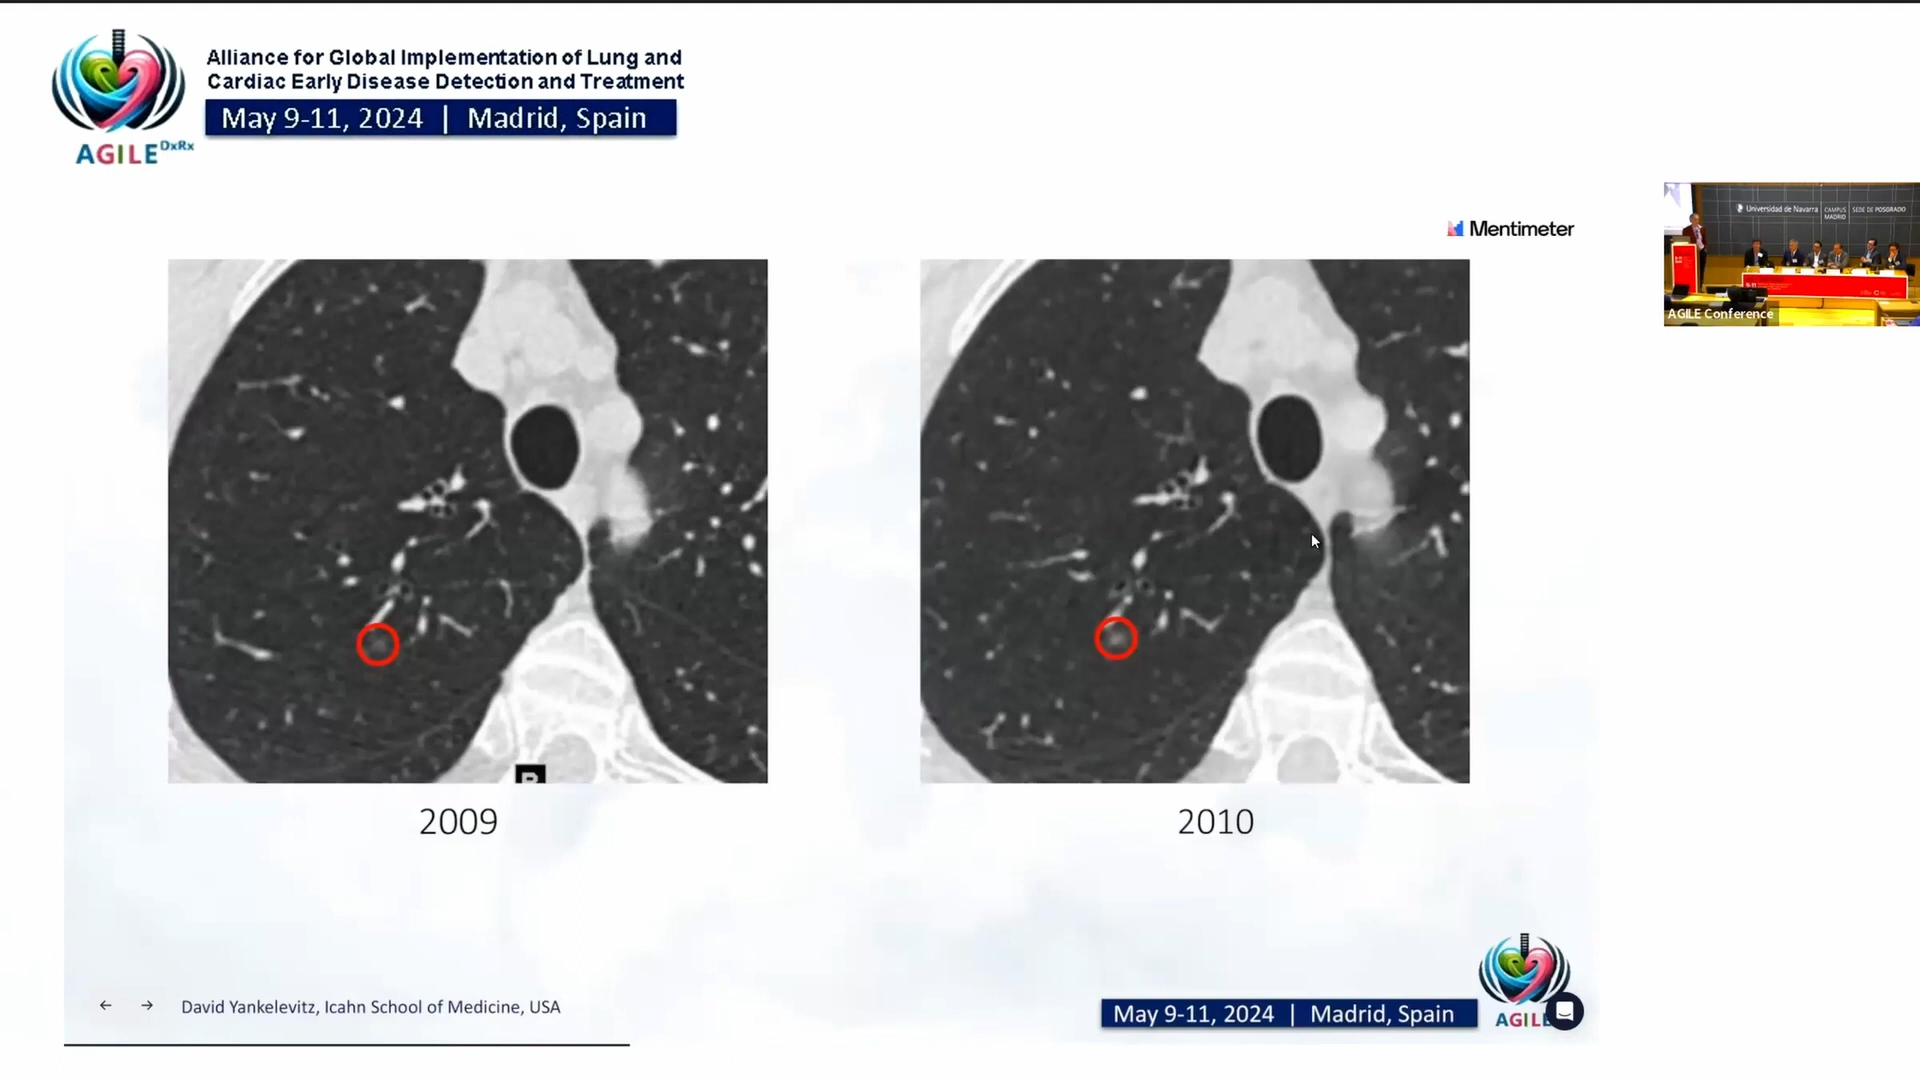 Alliance for Global Implementation of Lung and
Cardiac Early Disease Detection and Treatment
May 9-11, 2024 | Madrid, Spain
AGILE DxRx
Mentimeter
Universidad de Navarra
CAMPUS
MADRID
SEDE DE POSGRADO
AGILE Conference
2009
2010
David Yankelevitz, Icahn School of Medicine, USA
May 9-11, 2024 | Madrid, Spain
AGILE